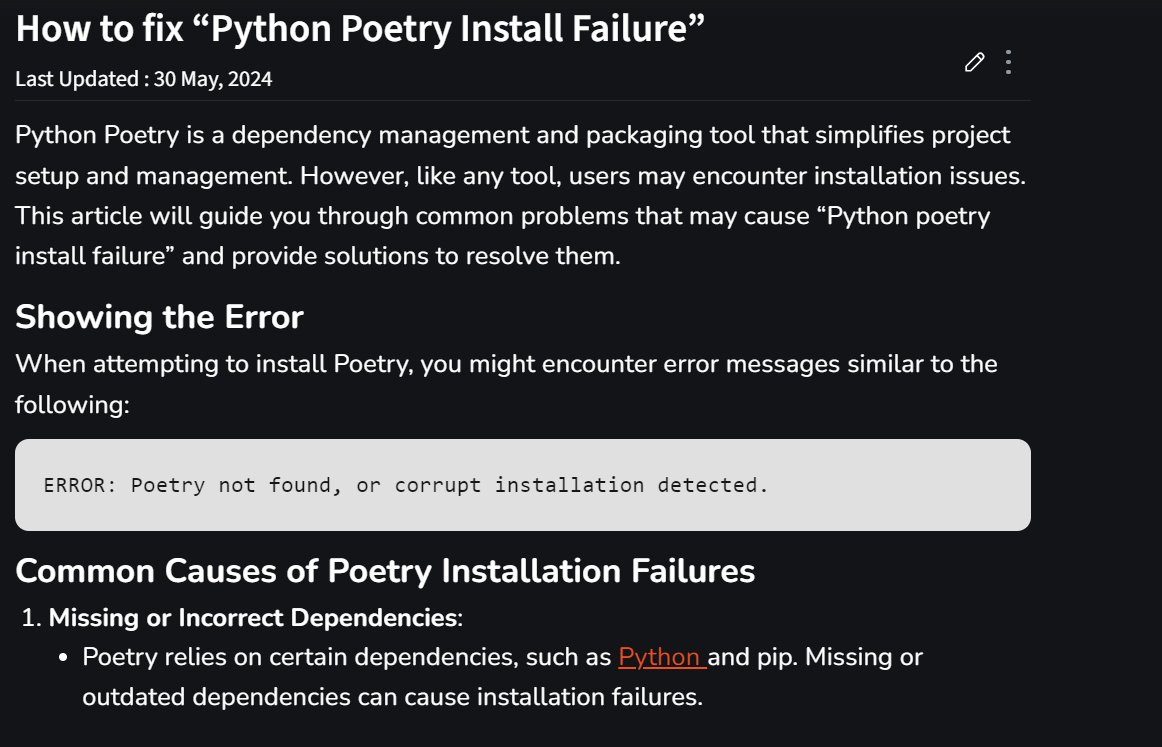 How to fix “Python Poetry Install Failure”
Last Updated : 30 May, 2024
Python Poetry is a dependency management and packaging tool that simplifies project
setup and management. However, like any tool, users may encounter installation issues.
This article will guide you through common problems that may cause “Python poetry
install failure” and provide solutions to resolve them.
Showing the Error
When attempting to install Poetry, you might encounter error messages similar to the
following:
ERROR: Poetry not found, or corrupt installation detected.
Common Causes of Poetry Installation Failures
1. Missing or Incorrect Dependencies:
• Poetry relies on certain dependencies, such as Python and pip. Missing or
outdated dependencies can cause installation failures.